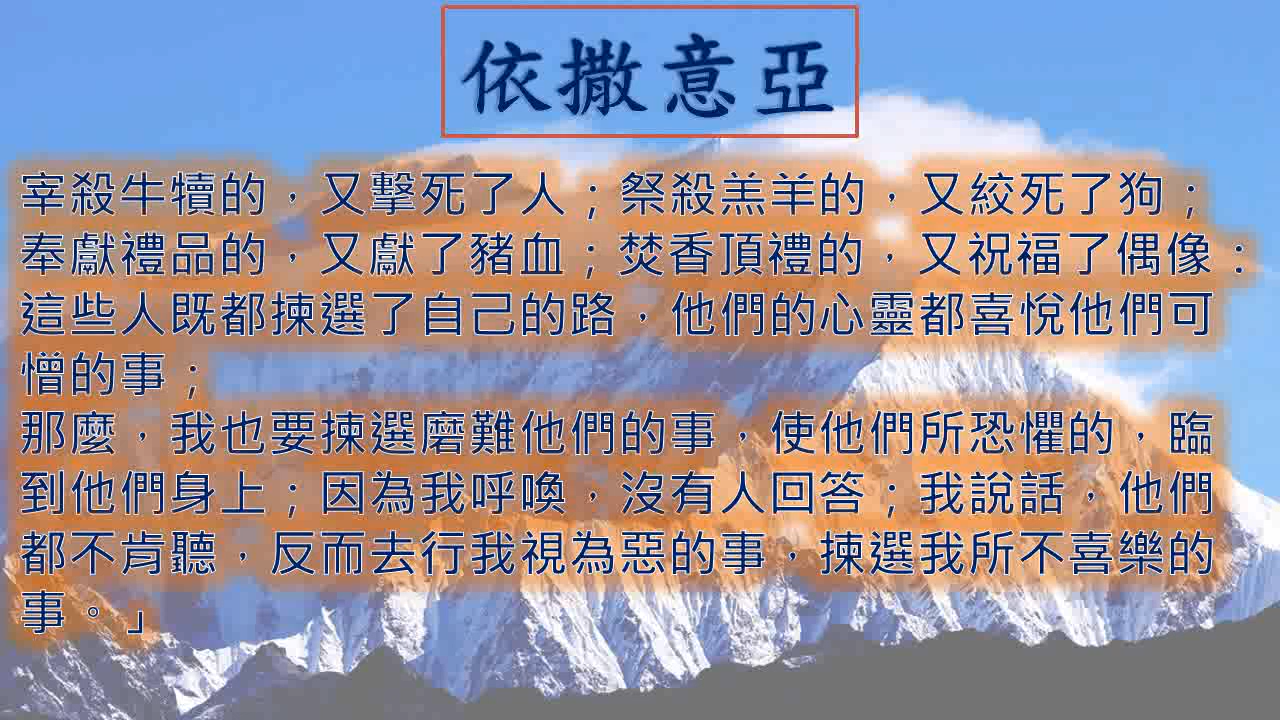 依撒意亞
宰殺牛犢的，又擊死了人；祭殺羔羊的，又絞死了狗；
奉獻禮品的，又獻了豬血；焚香頂禮的，又祝福了偶像：
這些人既都揀選了自己的路，他們的心靈都喜悅他們可
憎的事；
那麼，我也要揀選磨難他們的事，使他們所恐懼的，臨
到他們身上；因為我呼喚，沒有人回答；我說話，他們
都不肯聽，反而去行我視為惡的事，揀選我所不喜樂的
事。」